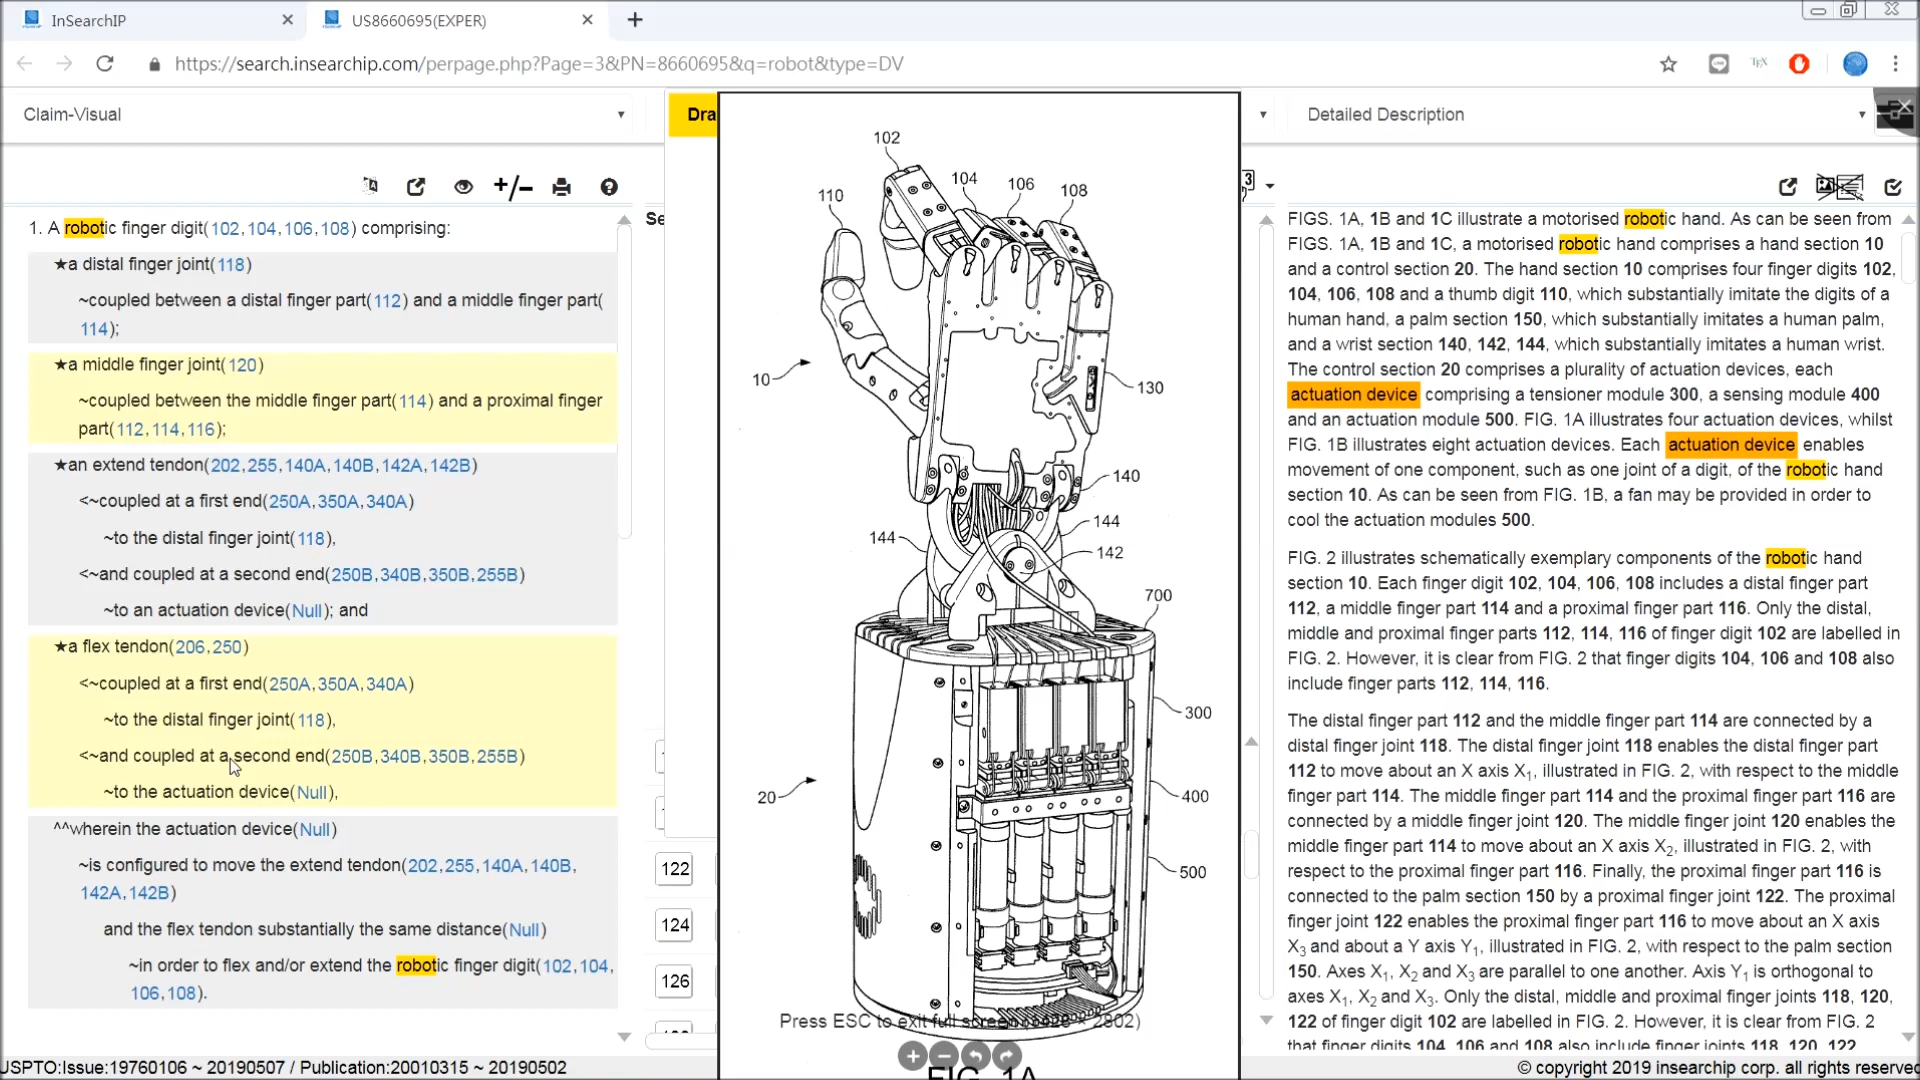 InSearchIP
US8660695(EXPER)
https://search.insearchip.com/perpage.php?Page=3&PN=8660695&q=robot&type=DV
Claim-Visual
+/−
1. A robotic finger digit(102,104,106,108) comprising:
★a distal finger joint(118)
~coupled between a distal finger part(112) and a middle finger part(
114);
★a middle finger joint(120)
~coupled between the middle finger part(114) and a proximal finger
part(112,114,116);
★an extend tendon(202,255,140A,140B,142A,142B)
<~coupled at a first end(250A,350A,340A)
~to the distal finger joint(118),
<~and coupled at a second end(250B,340B,350B,255B)
~to an actuation device(Null); and
★a flex tendon(206,250)
<~coupled at a first end(250A,350A,340A)
~to the distal finger joint(118),
<~and coupled at a second end(250B,340B,350B,255B)
~to the actuation device(Null),
^^wherein the actuation device(Null)
~is configured to move the extend tendon(202,255,140A,140B,
142A,142B)
and the flex tendon substantially the same distance(Null)
~in order to flex and/or extend the robotic finger digit(102,104,
106,108).
Dra
Se
122
124
126
102
104
106
108
110
10
130
140
144
144
142
700
300
20
400
500
Press ESC to exit full screen
FIG. 1A
3
Detailed Description
FIGS. 1A, 1B and 1C illustrate a motorised robotic hand. As can be seen from
FIGS. 1A, 1B and 1C, a motorised robotic hand comprises a hand section 10
and a control section 20. The hand section 10 comprises four finger digits 102,
104, 106, 108 and a thumb digit 110, which substantially imitate the digits of a
human hand, a palm section 150, which substantially imitates a human palm,
and a wrist section 140, 142, 144, which substantially imitates a human wrist.
The control section 20 comprises a plurality of actuation devices, each
actuation device comprising a tensioner module 300, a sensing module 400
and an actuation module 500. FIG. 1A illustrates four actuation devices, whilst
FIG. 1B illustrates eight actuation devices. Each actuation device enables
movement of one component, such as one joint of a digit, of the robotic hand
section 10. As can be seen from FIG. 1B, a fan may be provided in order to
cool the actuation modules 500.
FIG. 2 illustrates schematically exemplary components of the robotic hand
section 10. Each finger digit 102, 104, 106, 108 includes a distal finger part
112, a middle finger part 114 and a proximal finger part 116. Only the distal,
middle and proximal finger parts 112, 114, 116 of finger digit 102 are labelled in
FIG. 2. However, it is clear from FIG. 2 that finger digits 104, 106 and 108 also
include finger parts 112, 114, 116.
The distal finger part 112 and the middle finger part 114 are connected by a
distal finger joint 118. The distal finger joint 118 enables the distal finger part
112 to move about an X axis X1, illustrated in FIG. 2, with respect to the middle
finger part 114. The middle finger part 114 and the proximal finger part 116 are
connected by a middle finger joint 120. The middle finger joint 120 enables the
middle finger part 114 to move about an X axis X2, illustrated in FIG. 2, with
respect to the proximal finger part 116. Finally, the proximal finger part 116 is
connected to the palm section 150 by a proximal finger joint 122. The proximal
finger joint 122 enables the proximal finger part 116 to move about an X axis
X3 and about a Y axis Y1, illustrated in FIG. 2, with respect to the palm section
150. Axes X1, X2 and X3 are parallel to one another. Axis Y1 is orthogonal to
axes X1, X2 and X3. Only the distal, middle and proximal finger joints 118, 120,
122 of finger digit 102 are labelled in FIG. 2. However, it is clear from FIG. 2
that finger digits 104, 106 and 108 also include finger joints 118, 120, 122
USPTO:Issue:19760106 ~ 20190507 / Publication:20010315 ~ 20190502
© copyright 2019 insearchip corp. all rights reserved